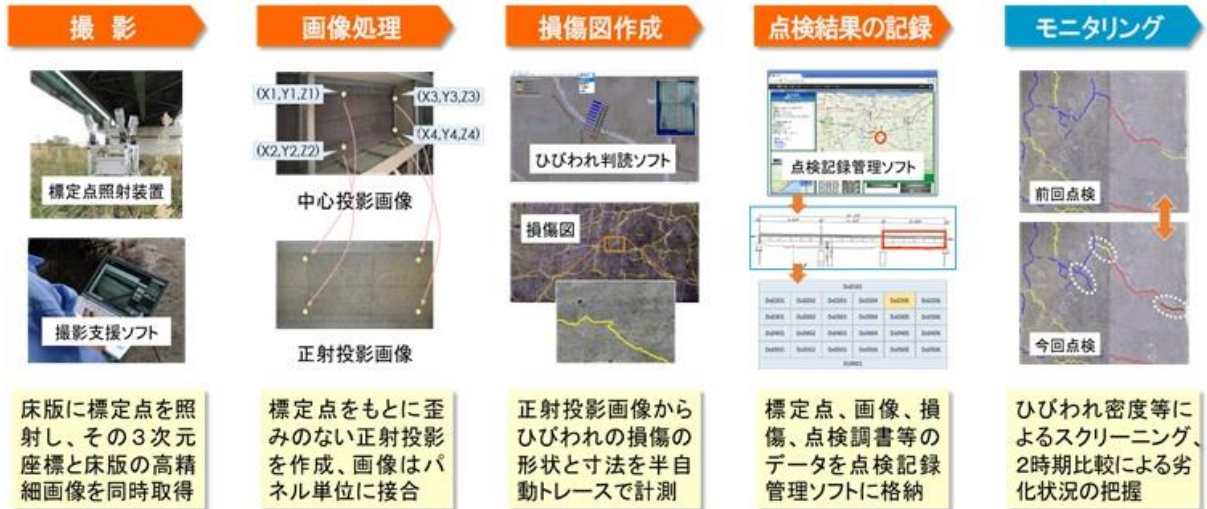 撮 影
標定点照射装置
撮影支援ソフト
床版に標定点を照
射し、その３次元
座標と床版の高精
細画像を同時取得
画像処理
(X1,Y1,Z1)
(X3,Y3,Z3)
(X4,Y4,Z4)
(X2,Y2,Z2)
中心投影画像
正射投影画像
標定点をもとに歪
みのない正射投影
を作成、画像はパ
ネル単位に接合
損傷図作成
ひびわれ判読ソフト
損傷図
正射投影画像から
ひびわれの損傷の
形状と寸法を半自
動トレースで計測
点検結果の記録
点検記録管理ソフト
標定点、画像、損
傷、点検調書等の
データを点検記録
管理ソフトに格納
モニタリング
前回点検
今回点検
ひびわれ密度等に
よるスクリーニング、
2時期比較による劣
化状況の把握